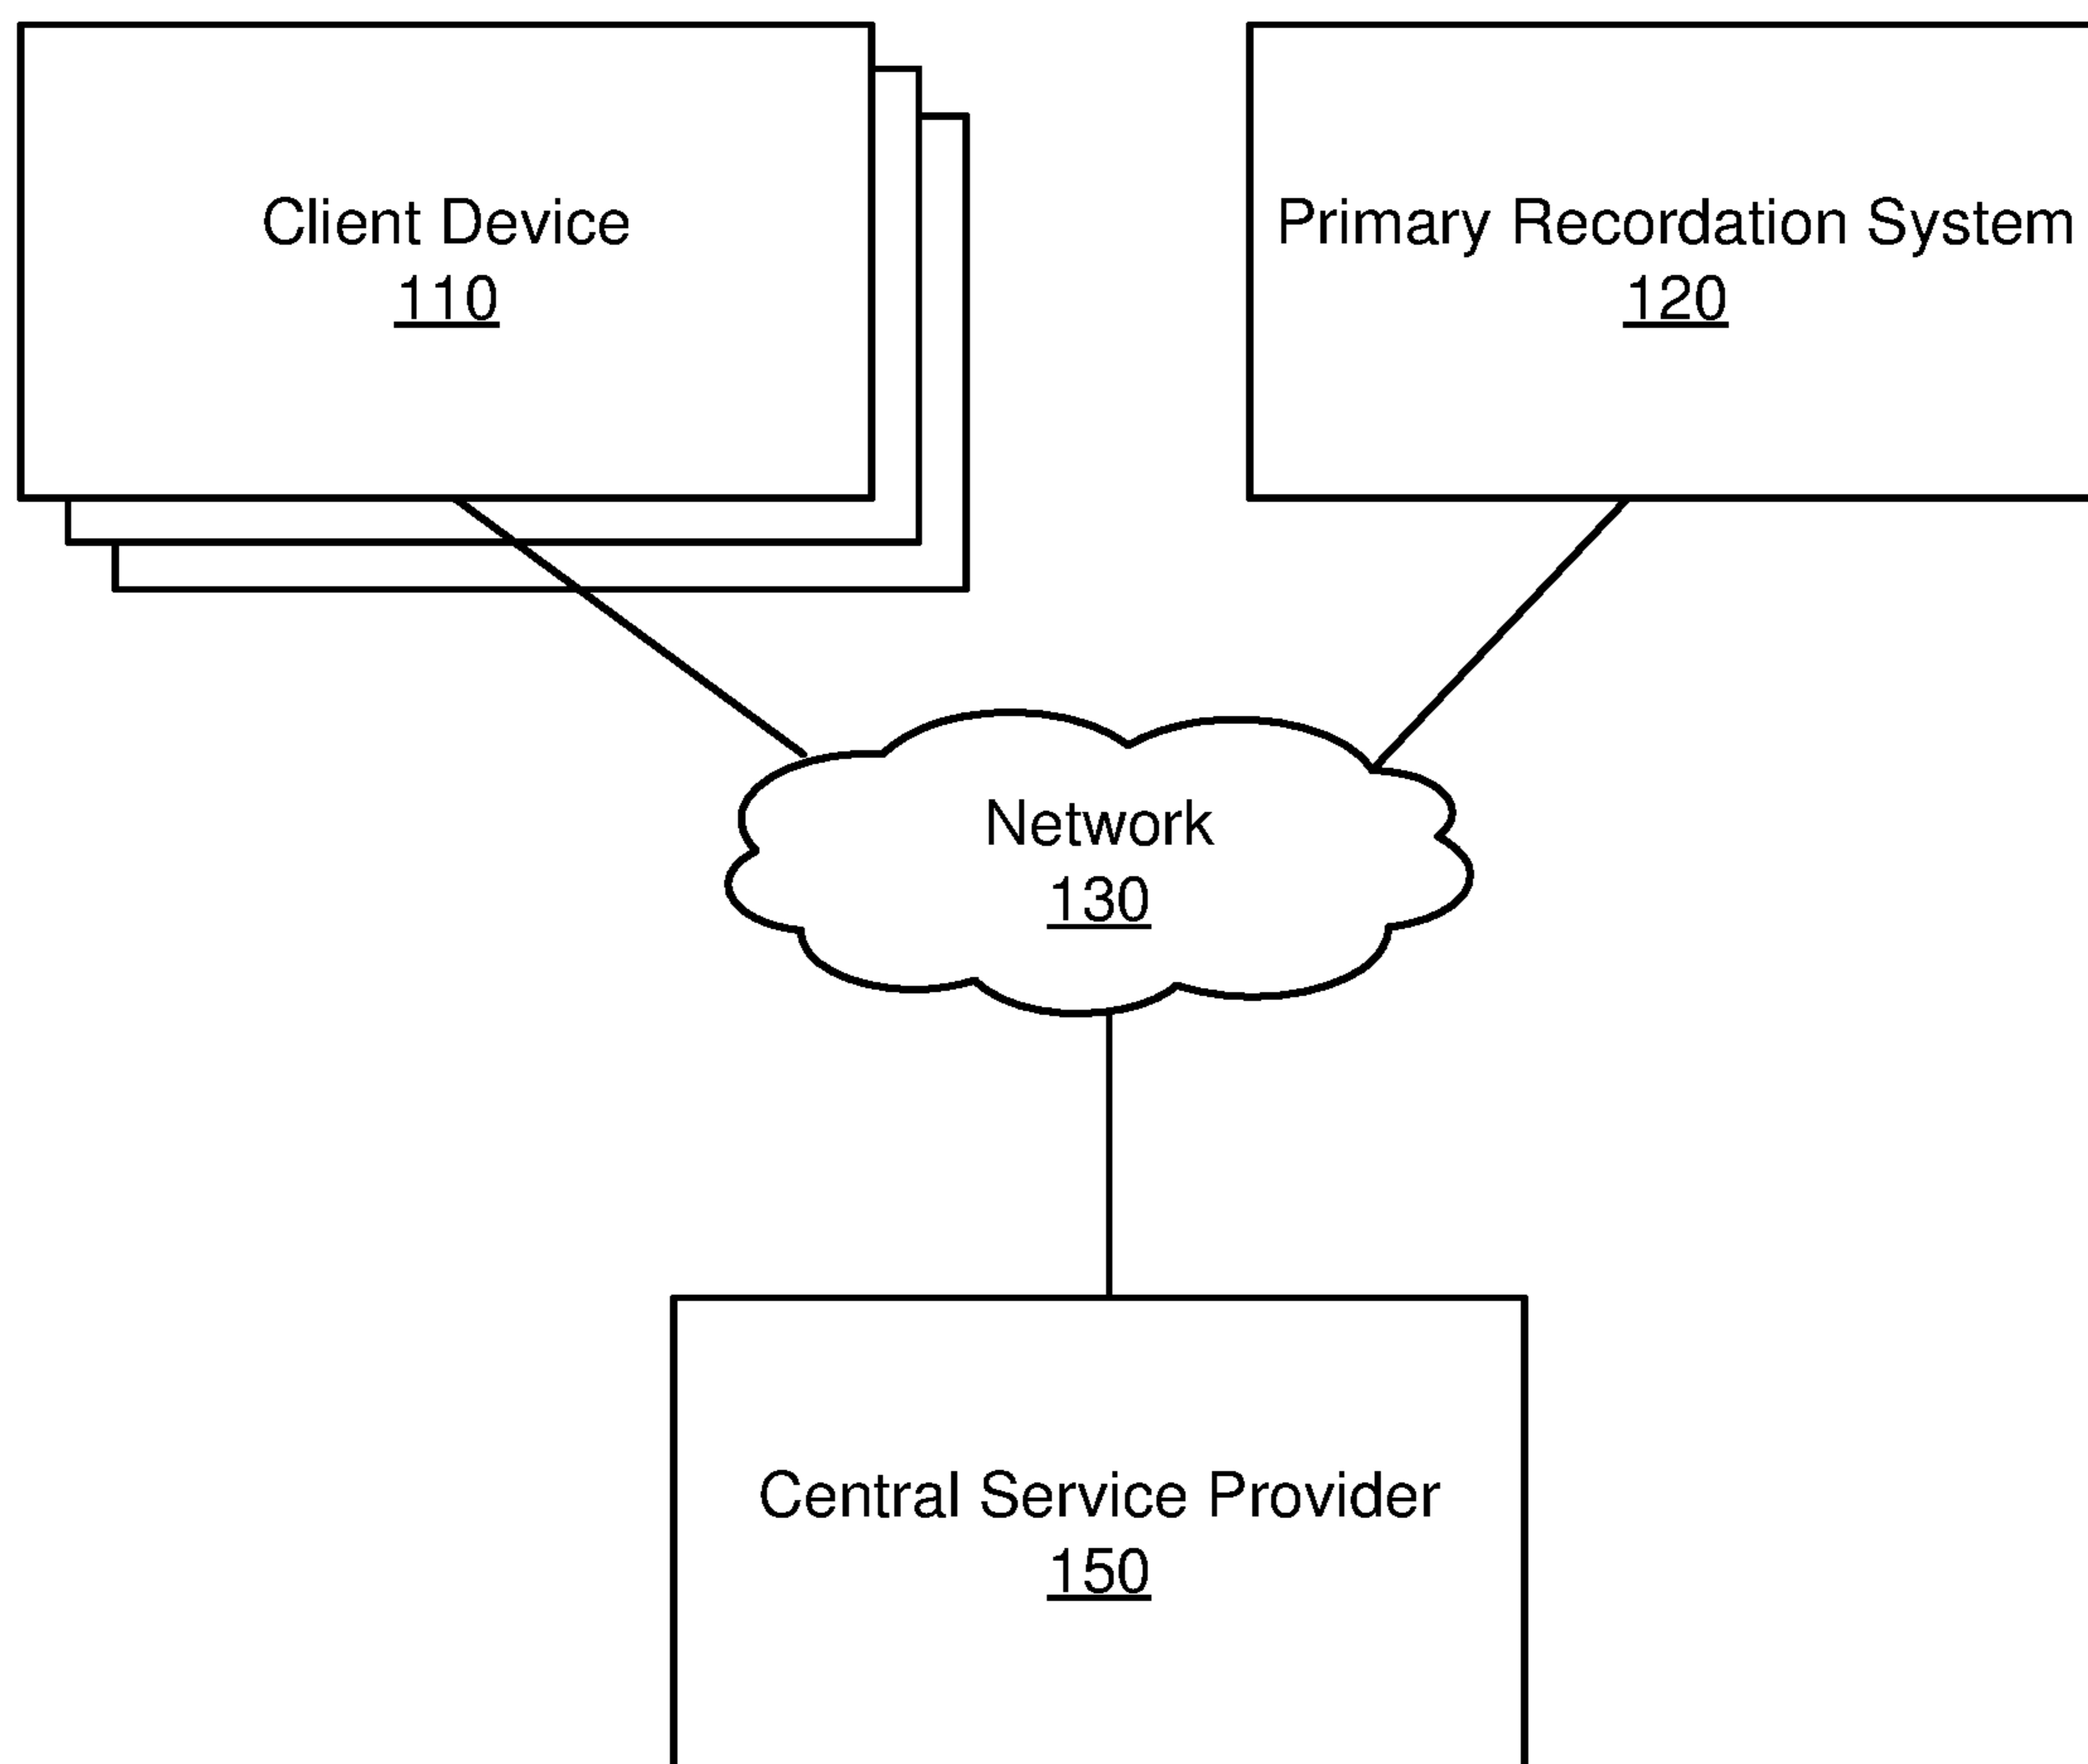 Client Device
110
Primary Recordation System
120
Network
130
Central Service Provider
150